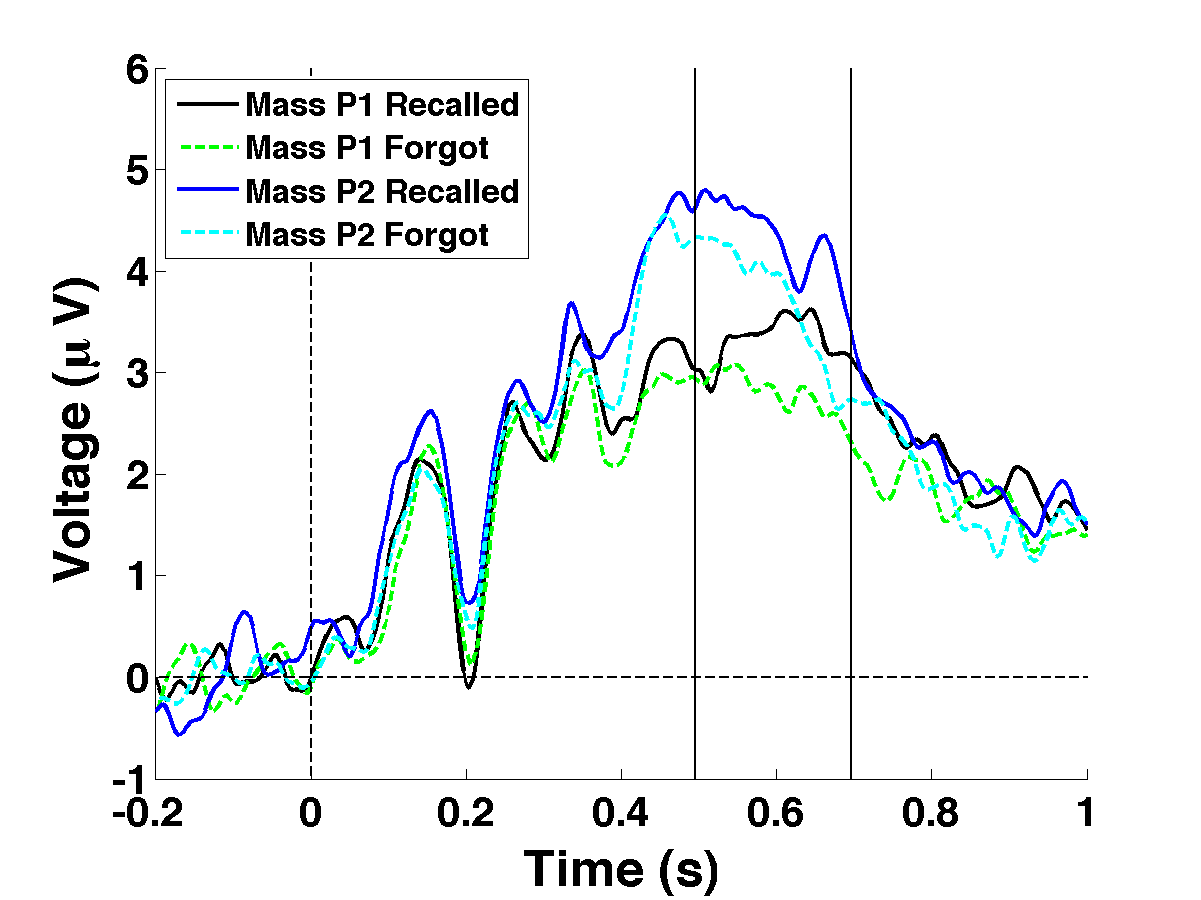 6
5
4
3
2
1
0
-1
Voltage (μ V)
Mass P1 Recalled
Mass P1 Forgot
Mass P2 Recalled
Mass P2 Forgot
-0.2 0 0.2 0.4 0.6 0.8 1
Time (s)